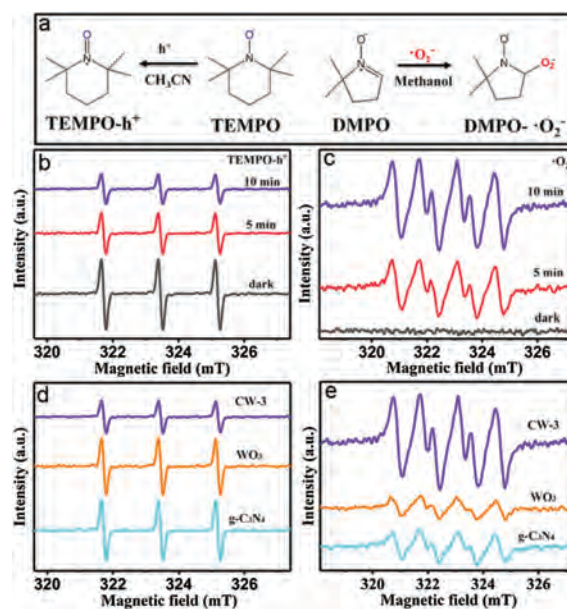 a
h⁺
CH₃CN
·O₂⁻
Methanol
O
N
O·
N
O·
N
O·
N
O₂⁻
TEMPO-h⁺
TEMPO
DMPO
DMPO- ·O₂⁻
b
TEMPO-h⁺
10 min
5 min
dark
Intensity (a.u.)
320 322 324 326
Magnetic field (mT)
c
10 min
5 min
dark
Intensity (a.u.)
320 322 324 326
Magnetic field (mT)
d
CW-3
WO₃
g-C₃N₄
Intensity (a.u.)
320 322 324 326
Magnetic field (mT)
e
CW-3
WO₃
g-C₃N₄
Intensity (a.u.)
320 322 324 326
Magnetic field (mT)